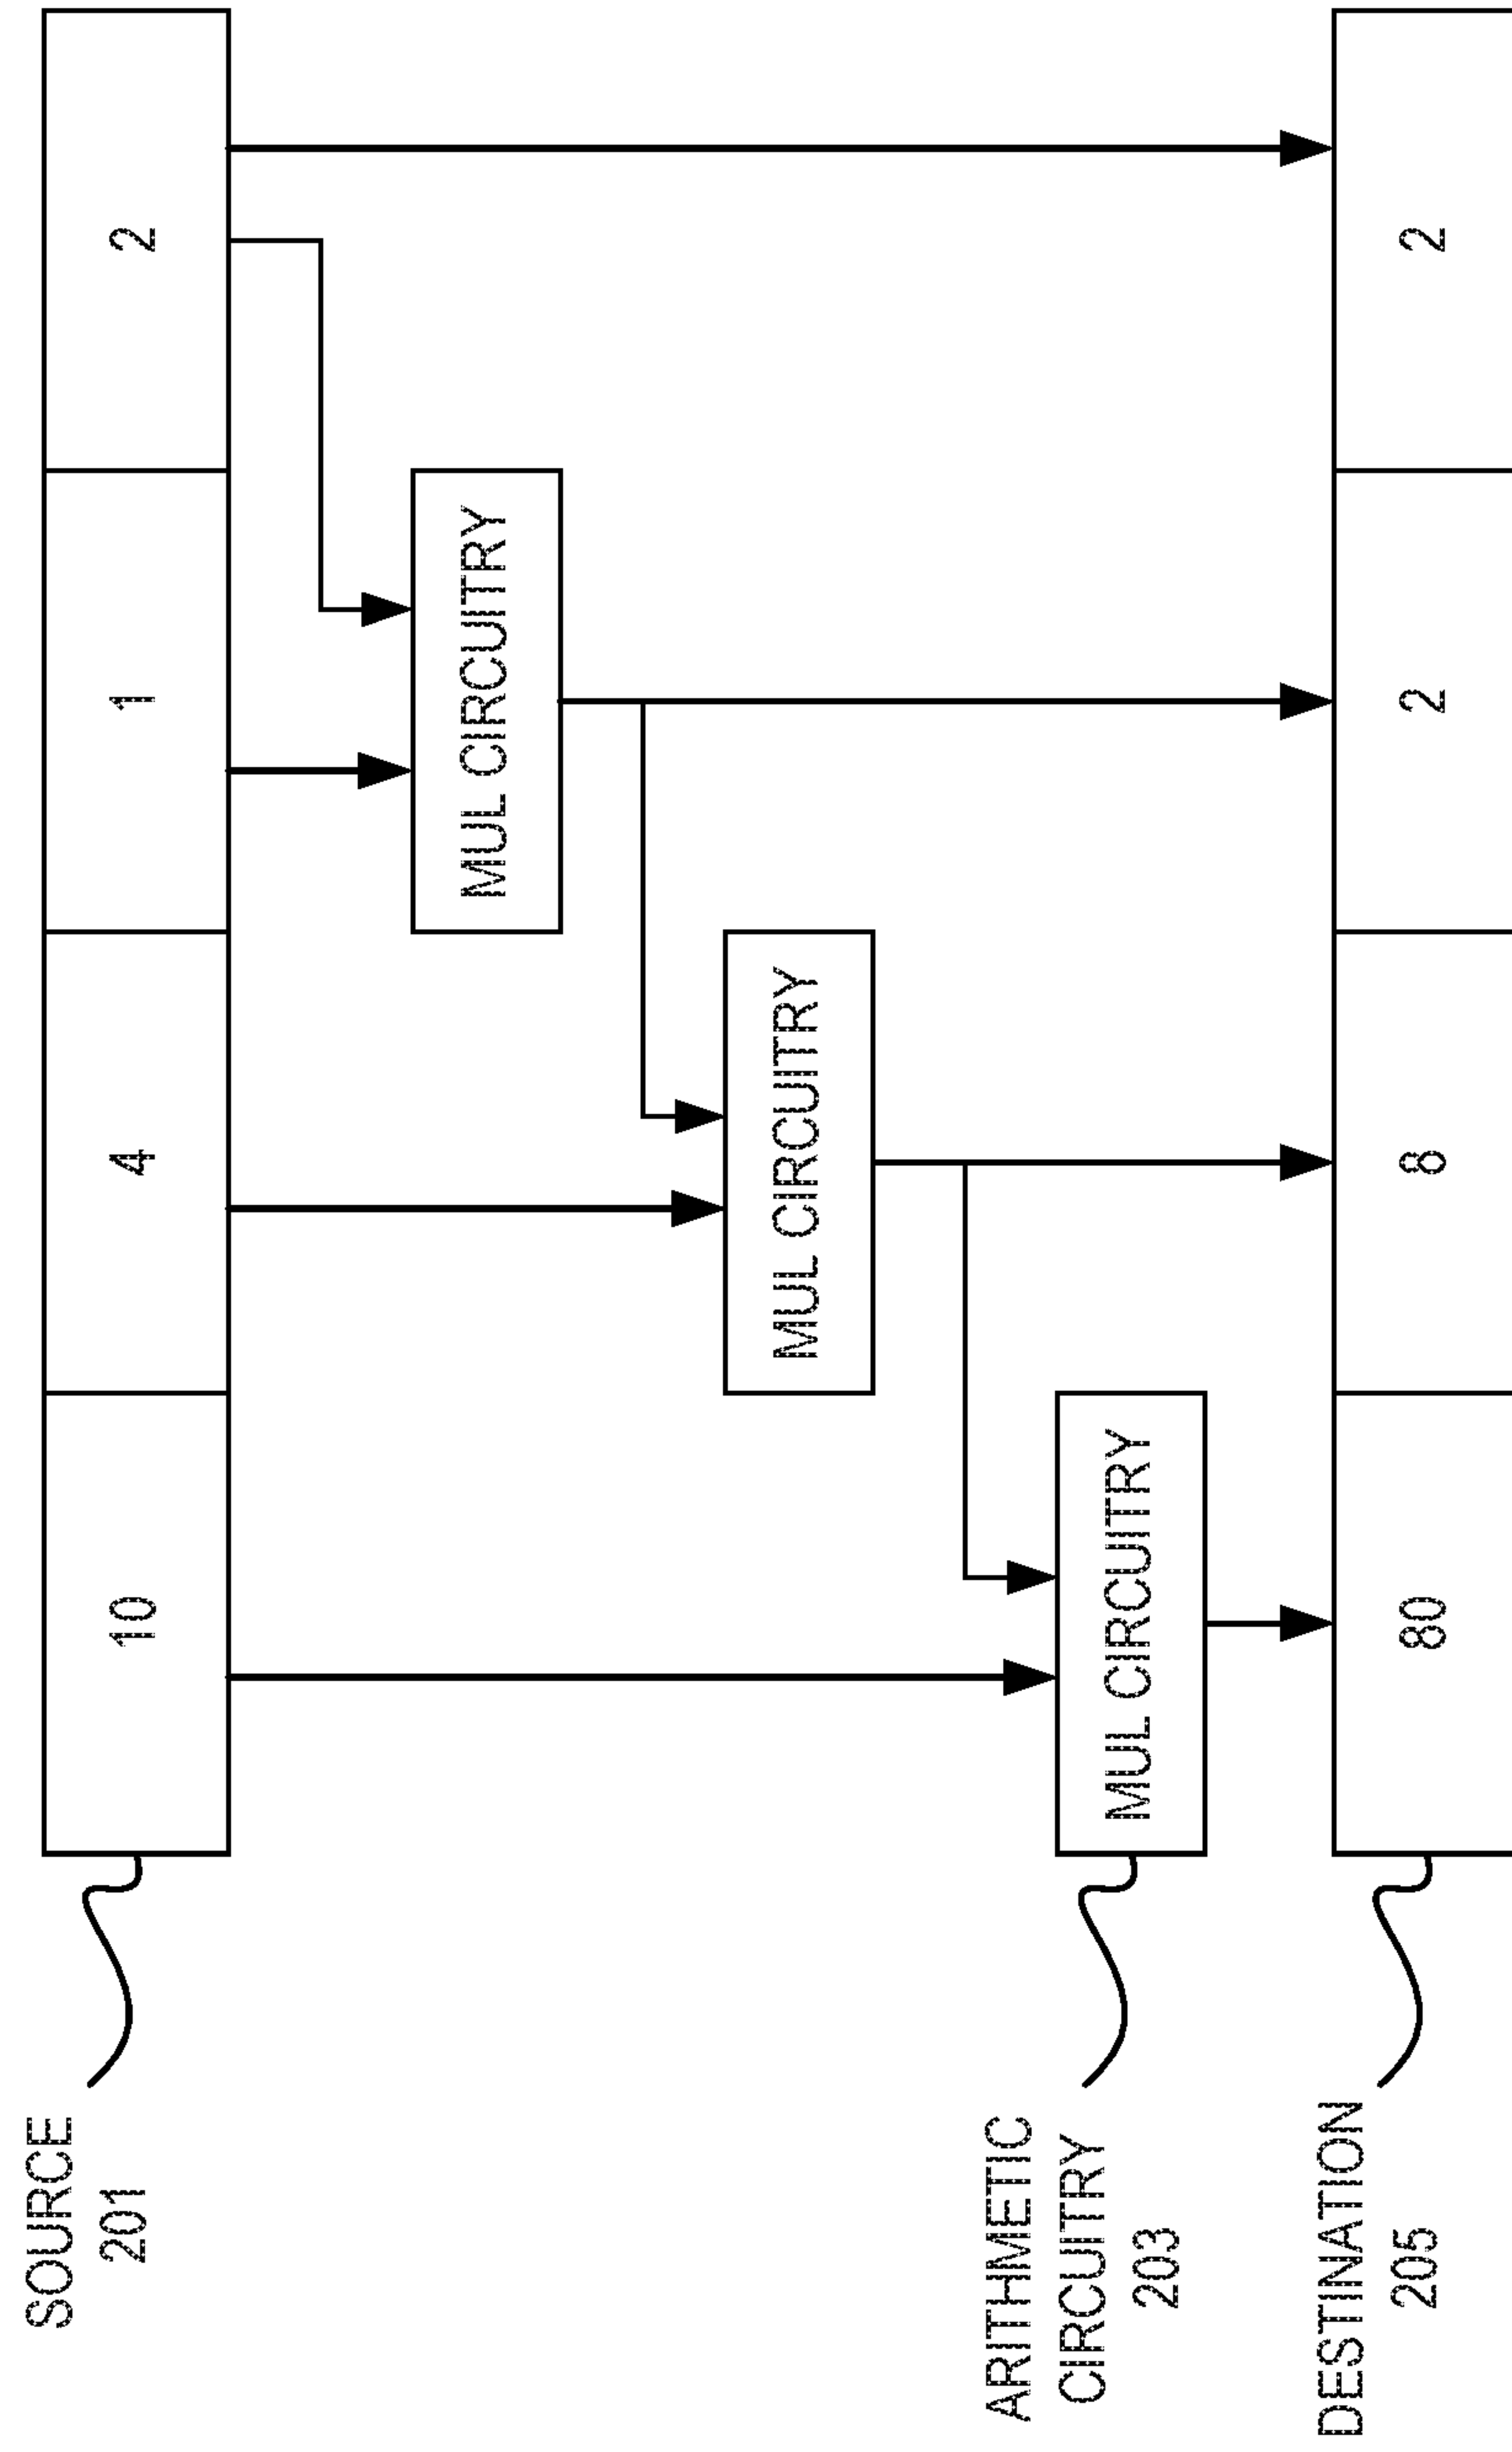 SOURCE
201
10
4
1
2
MUL CIRCUITRY
MUL CIRCUITRY
ARITHMETIC
CIRCUITRY
203
MUL CIRCUITRY
DESTINATION
205
80
8
2
2